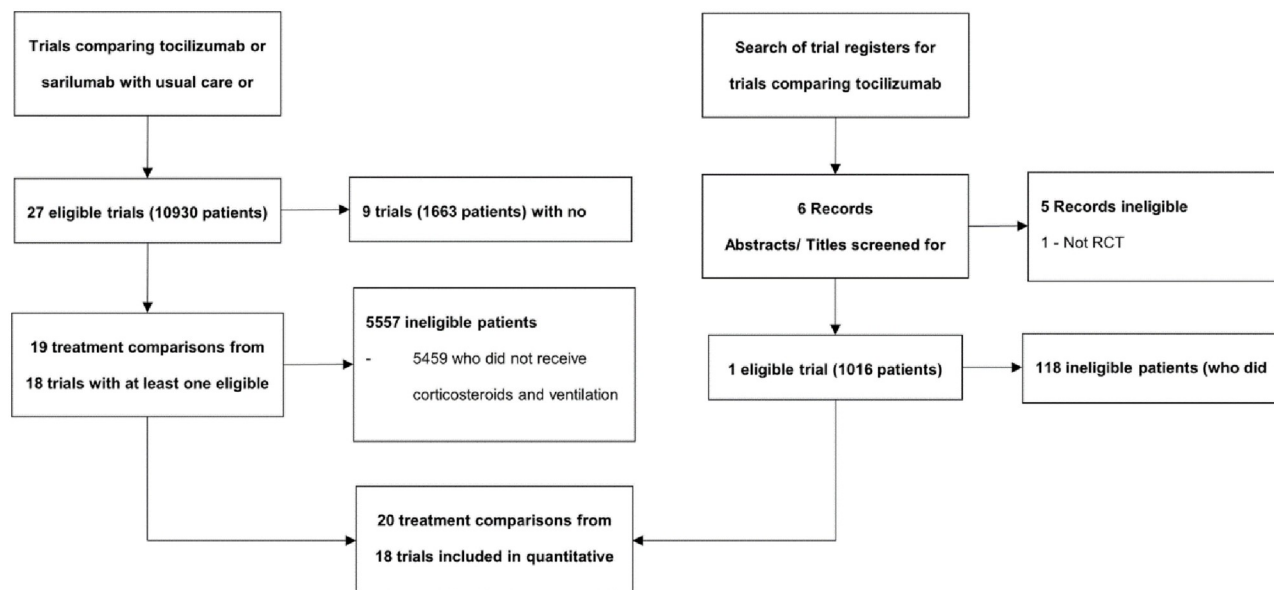 Trials comparing tocilizumab or
sarilumab with usual care or
27 eligible trials (10930 patients)
9 trials (1663 patients) with no
19 treatment comparisons from
18 trials with at least one eligible
5557 ineligible patients
- 5459 who did not receive
corticosteroids and ventilation
Search of trial registers for
trials comparing tocilizumab
6 Records
Abstracts/ Titles screened for
5 Records ineligible
1 - Not RCT
1 eligible trial (1016 patients)
118 ineligible patients (who did
20 treatment comparisons from
18 trials included in quantitative